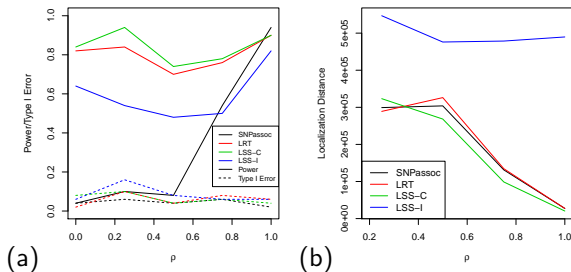 Power/Type I Error
1.0
0.8
0.6
0.4
0.2
0.0
0.0 0.2 0.4 0.6 0.8 1.0
ρ
SNPassoc
LRT
LSS−C
LSS−I
Power
Type I Error
(a)
Localization Distance
5e+05
4e+05
3e+05
2e+05
1e+05
0e+00
0.2 0.4 0.6 0.8 1.0
ρ
SNPassoc
LRT
LSS−C
LSS−I
(b)